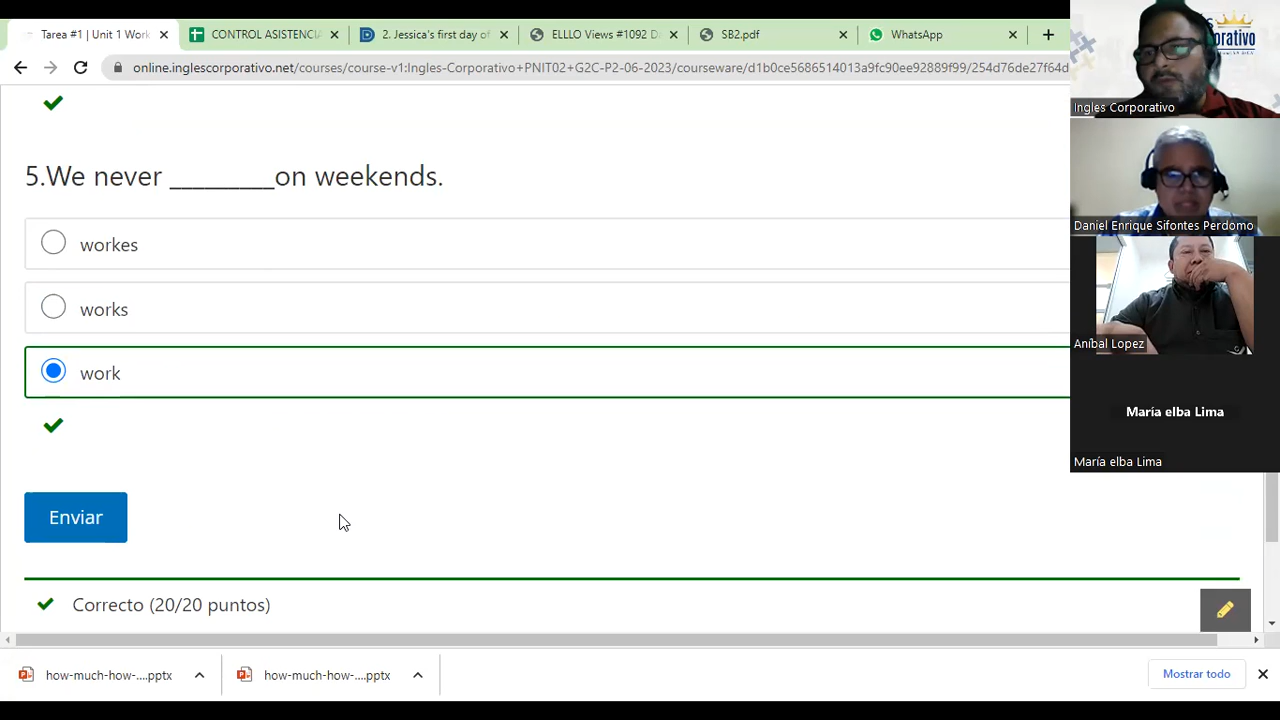 Tarea #1 | Unit 1 Work
CONTROL ASISTENCIA
2. Jessica's first day of
ELLLO Views #1092 D
SB2.pdf
WhatsApp
online.inglescorporativo.net/courses/course-v1:Ingles-Corporativo+INIT02+G2C-P2-06-2023/courseware/d1b0ce5686514013a9fc90ee92889f99/254d76de27f64d
5.We never _________on weekends.
workes
works
work
Enviar
Correcto (20/20 puntos)
how-much-how-....pptx
how-much-how-....pptx
Mostrar todo
Ingles Corporativo
Daniel Enrique Sifontes Perdomo
Aníbal Lopez
María elba Lima
María elba Lima